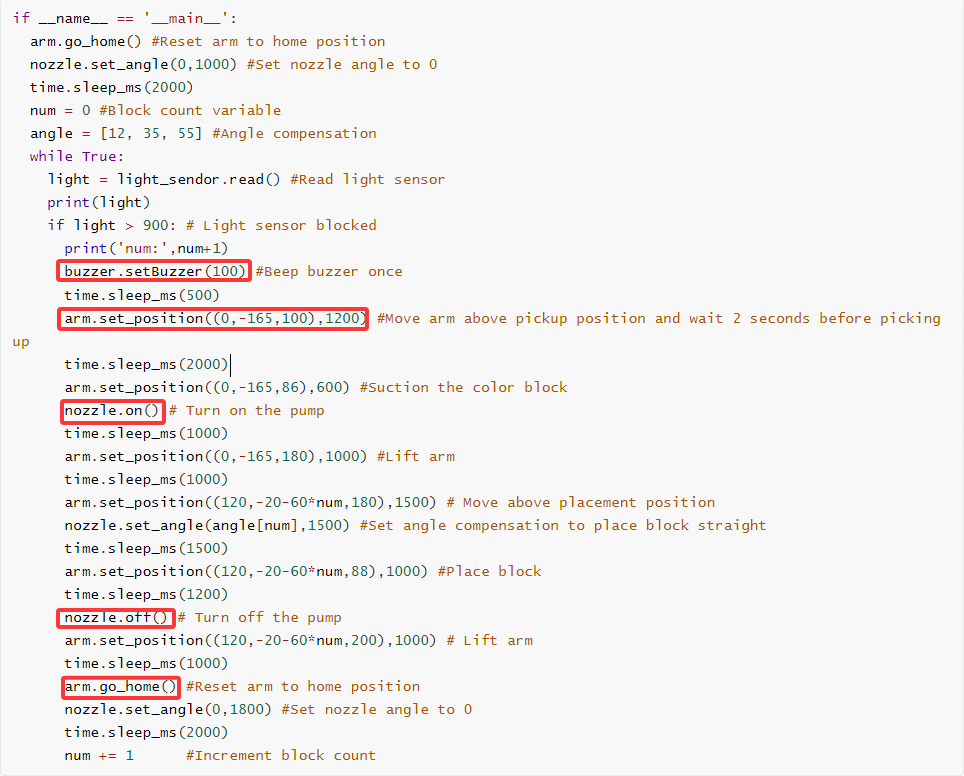 if __name__ == '__main__':
  arm.go_home() #Reset arm to home position
  nozzle.set_angle(0,1000) #Set nozzle angle to 0
  time.sleep_ms(2000)
  num = 0 #Block count variable
  angle = [12, 35, 55] #Angle compensation
  while True:
    light = light_sendor.read() #Read light sensor
    print(light)
    if light > 900: # Light sensor blocked
      print('num:',num+1)
      buzzer.setBuzzer(100) #Beep buzzer once
      time.sleep_ms(500)
      arm.set_position((0,-165,100),1200) #Move arm above pickup position and wait 2 seconds before picking
up
      time.sleep_ms(2000)
      arm.set_position((0,-165,86),600) #Suction the color block
      nozzle.on() # Turn on the pump
      time.sleep_ms(1000)
      arm.set_position((0,-165,180),1000) #Lift arm
      time.sleep_ms(1000)
      arm.set_position((120,-20-60*num,180),1500) # Move above placement position
      nozzle.set_angle(angle[num],1500) #Set angle compensation to place block straight
      time.sleep_ms(1500)
      arm.set_position((120,-20-60*num,88),1000) #Place block
      time.sleep_ms(1200)
      nozzle.off() # Turn off the pump
      arm.set_position((120,-20-60*num,200),1000) # Lift arm
      time.sleep_ms(1000)
      arm.go_home() #Reset arm to home position
      nozzle.set_angle(0,1800) #Set nozzle angle to 0
      time.sleep_ms(2000)
      num += 1      #Increment block count